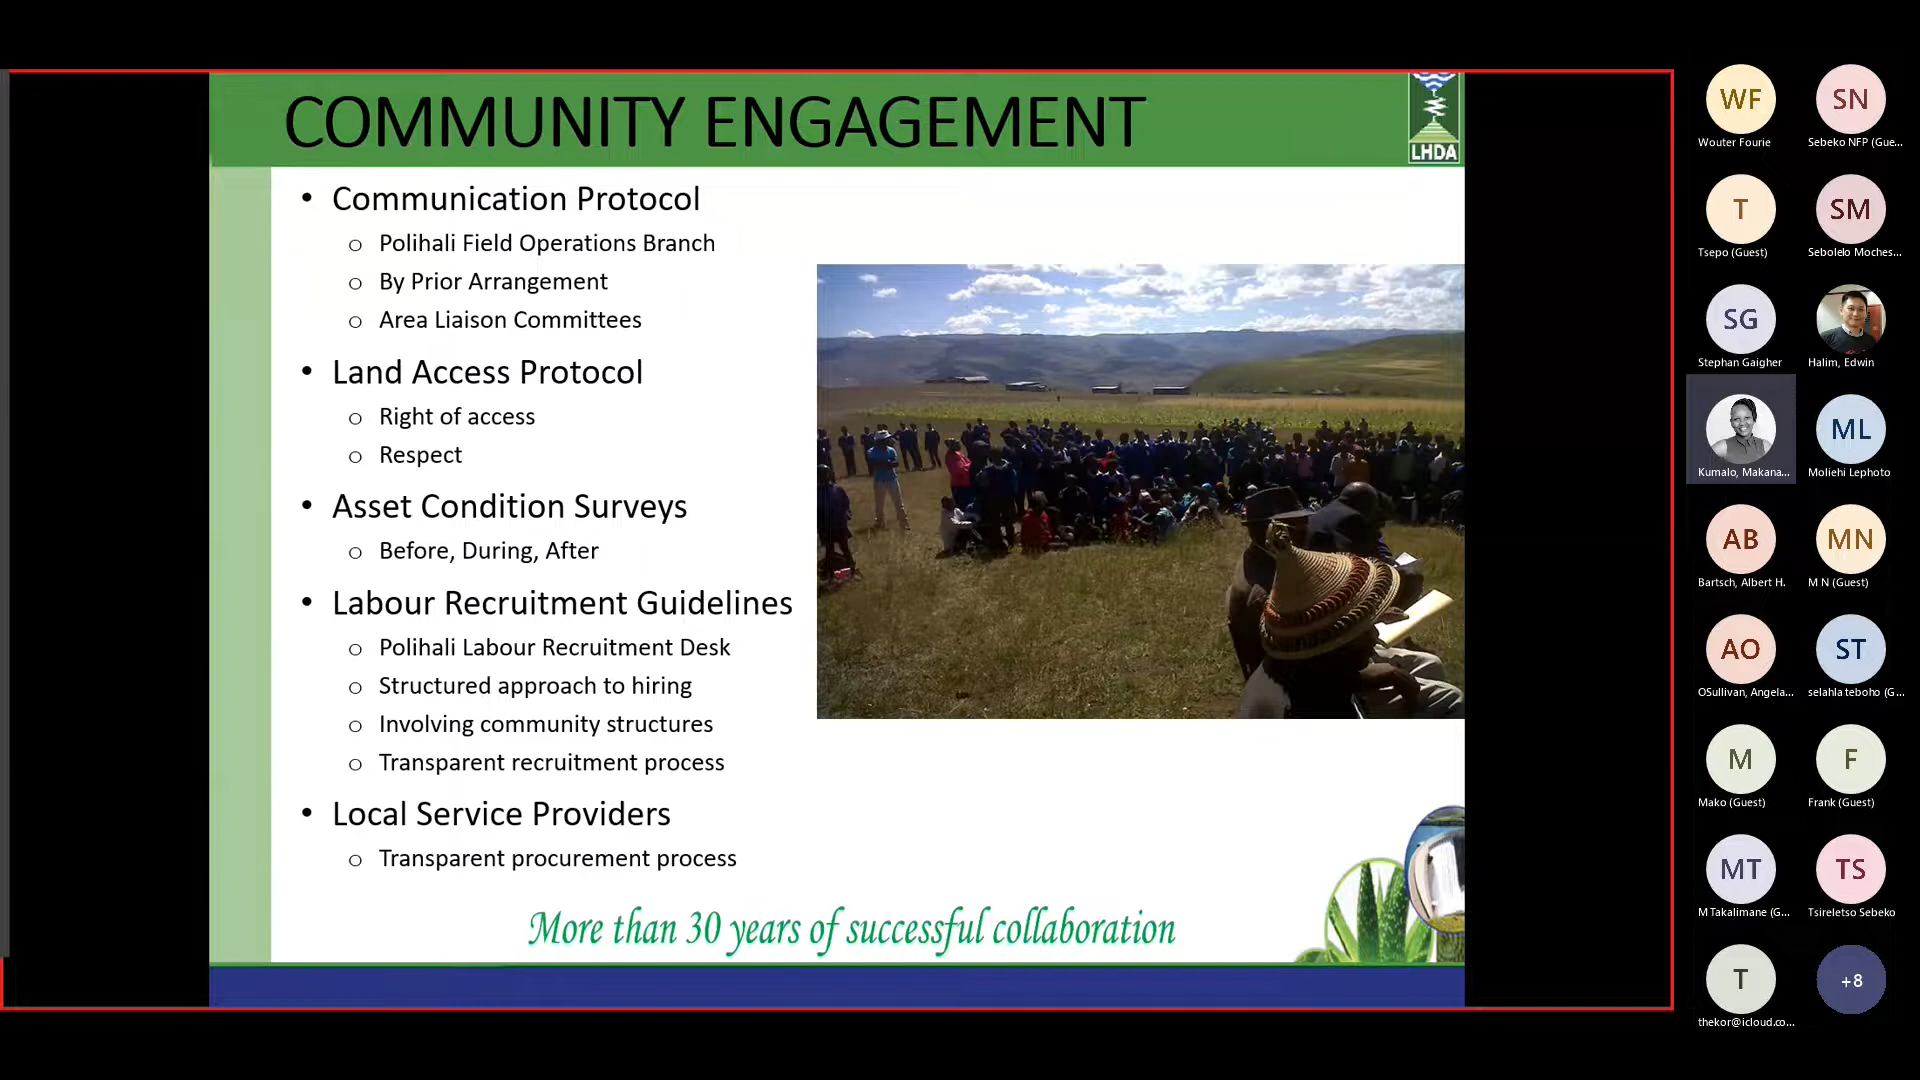 COMMUNITY ENGAGEMENT
LHDA
• Communication Protocol
o Polihali Field Operations Branch
o By Prior Arrangement
o Area Liaison Committees
• Land Access Protocol
o Right of access
o Respect
• Asset Condition Surveys
o Before, During, After
• Labour Recruitment Guidelines
o Polihali Labour Recruitment Desk
o Structured approach to hiring
o Involving community structures
o Transparent recruitment process
• Local Service Providers
o Transparent procurement process
More than 30 years of successful collaboration
WF
Wouter Fourie
SN
Sebeko NFP (Gue...
T
Tsepo (Guest)
SM
Sebolelo Moches...
SG
Stephan Gaigher
Halim, Edwin
Kumalo, Makana...
ML
Moliehi Lephoto
AB
Bartsch, Albert H.
MN
M N (Guest)
AO
OSullivan, Angela...
ST
selahla teboho (G...
M
Mako (Guest)
F
Frank (Guest)
MT
M Takalimane (G...
TS
Tsireletso Sebeko
T
thekor@icloud.co...
+8